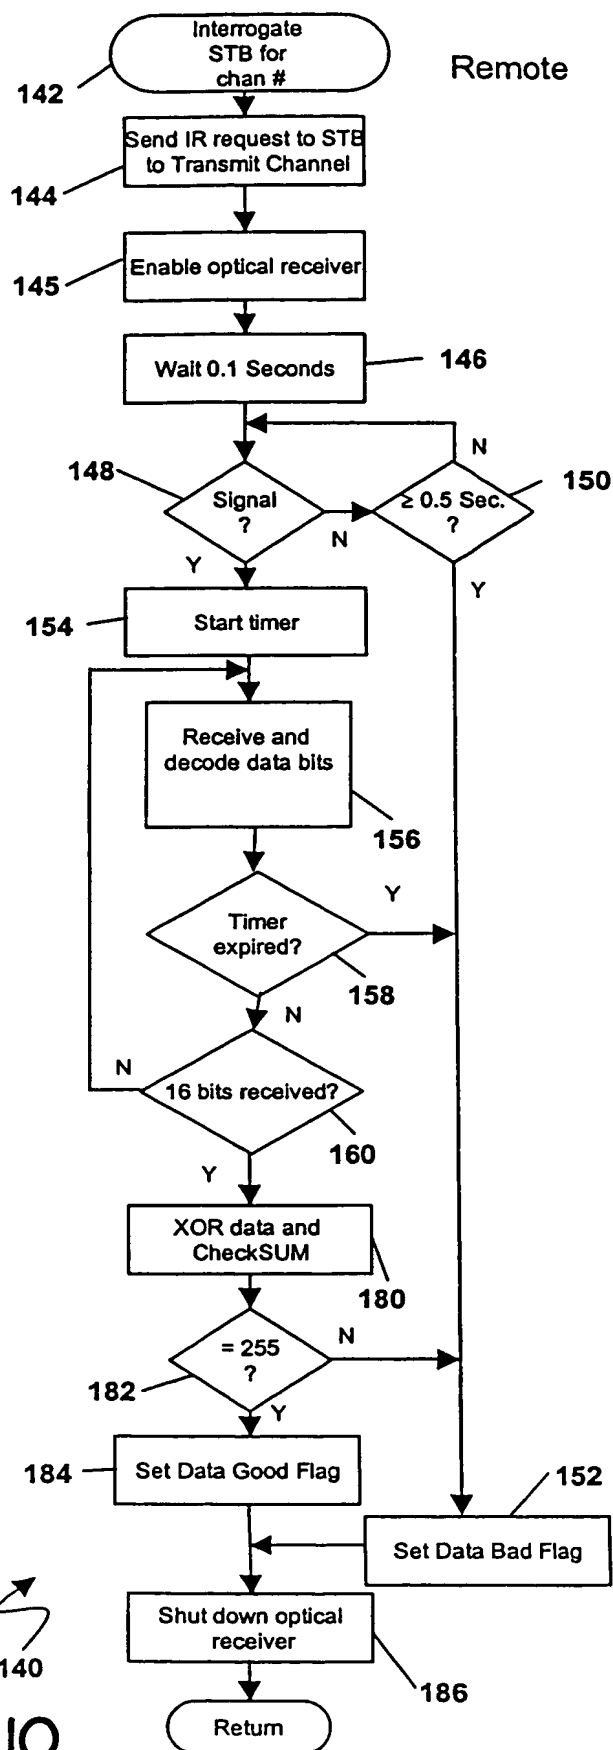 Interrogate
STB for
chan #
Remote
142
Send IR request to STB
to Transmit Channel
144
Enable optical receiver
145
Wait 0.1 Seconds
146
N
148
Signal
?
≥ 0.5 Sec.
?
150
N
Y
Y
Start timer
154
Receive and
decode data bits
156
Y
Timer
expired?
158
N
N
16 bits received?
160
Y
XOR data and
CheckSUM
180
N
= 255
?
182
Y
184
Set Data Good Flag
152
Set Data Bad Flag
Shut down optical
receiver
140
186
Return